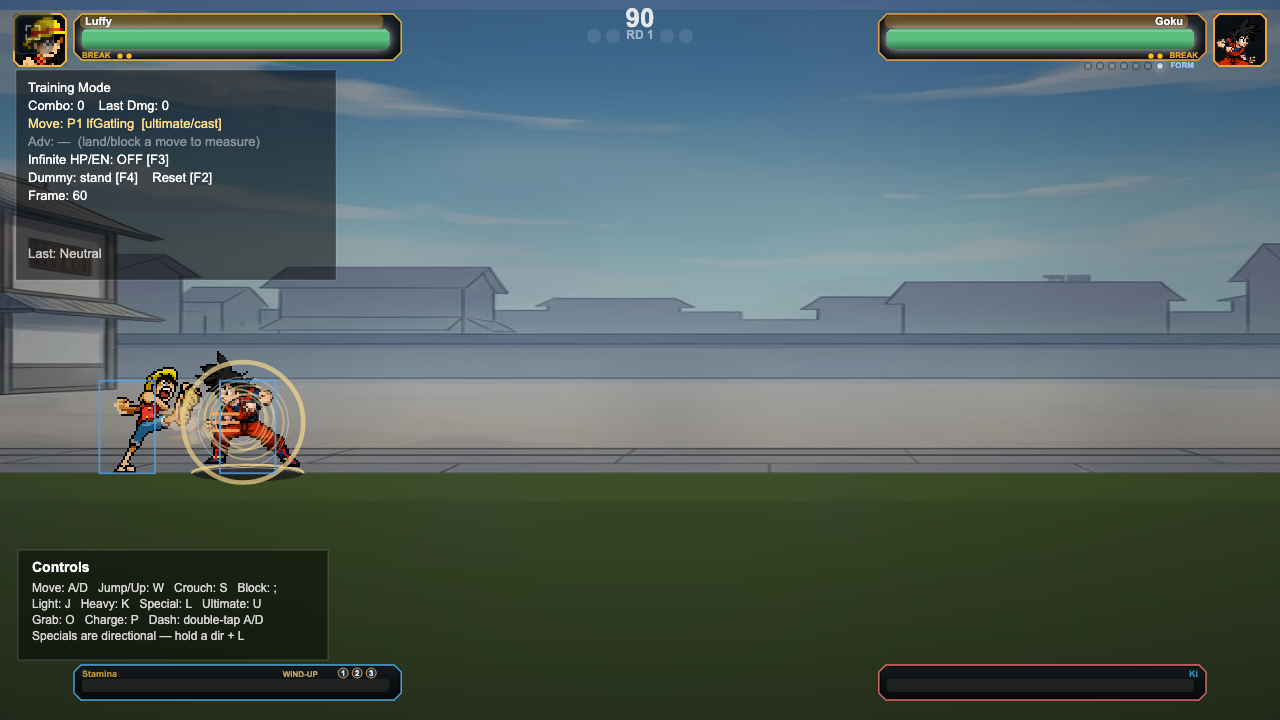 Luffy
90
Goku
RD 1
BREAK
BREAK
FORM
Training Mode
Combo: 0 Last Dmg: 0
Move: P1 lfGatling [ultimate/cast]
Adv: — (land/block a move to measure)
Infinite HP/EN: OFF [F3]
Dummy: stand [F4] Reset [F2]
Frame: 60
Last: Neutral
Controls
Move: A/D Jump/Up: W Crouch: S Block: ;
Light: J Heavy: K Special: L Ultimate: U
Grab: O Charge: P Dash: double-tap A/D
Specials are directional — hold a dir + L
Stamina WIND-UP 1 2 3
Ki